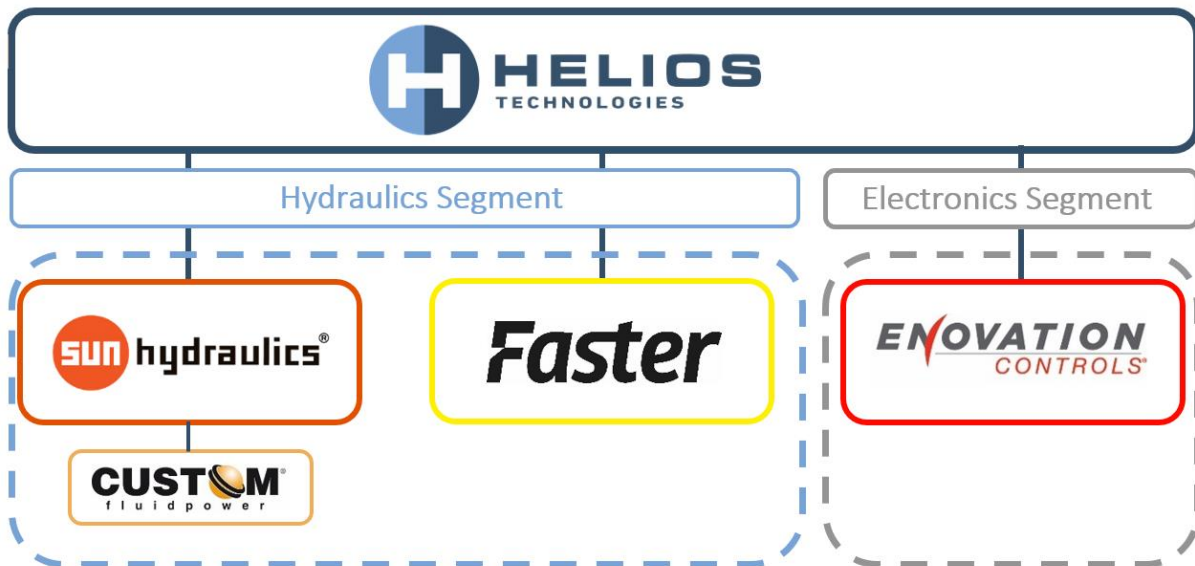 HELIOS
TECHNOLOGIES
Hydraulics Segment
Electronics Segment
sun hydraulics®
Faster
ENOVATION
CONTROLS®
CUSTOM®
fluidpower